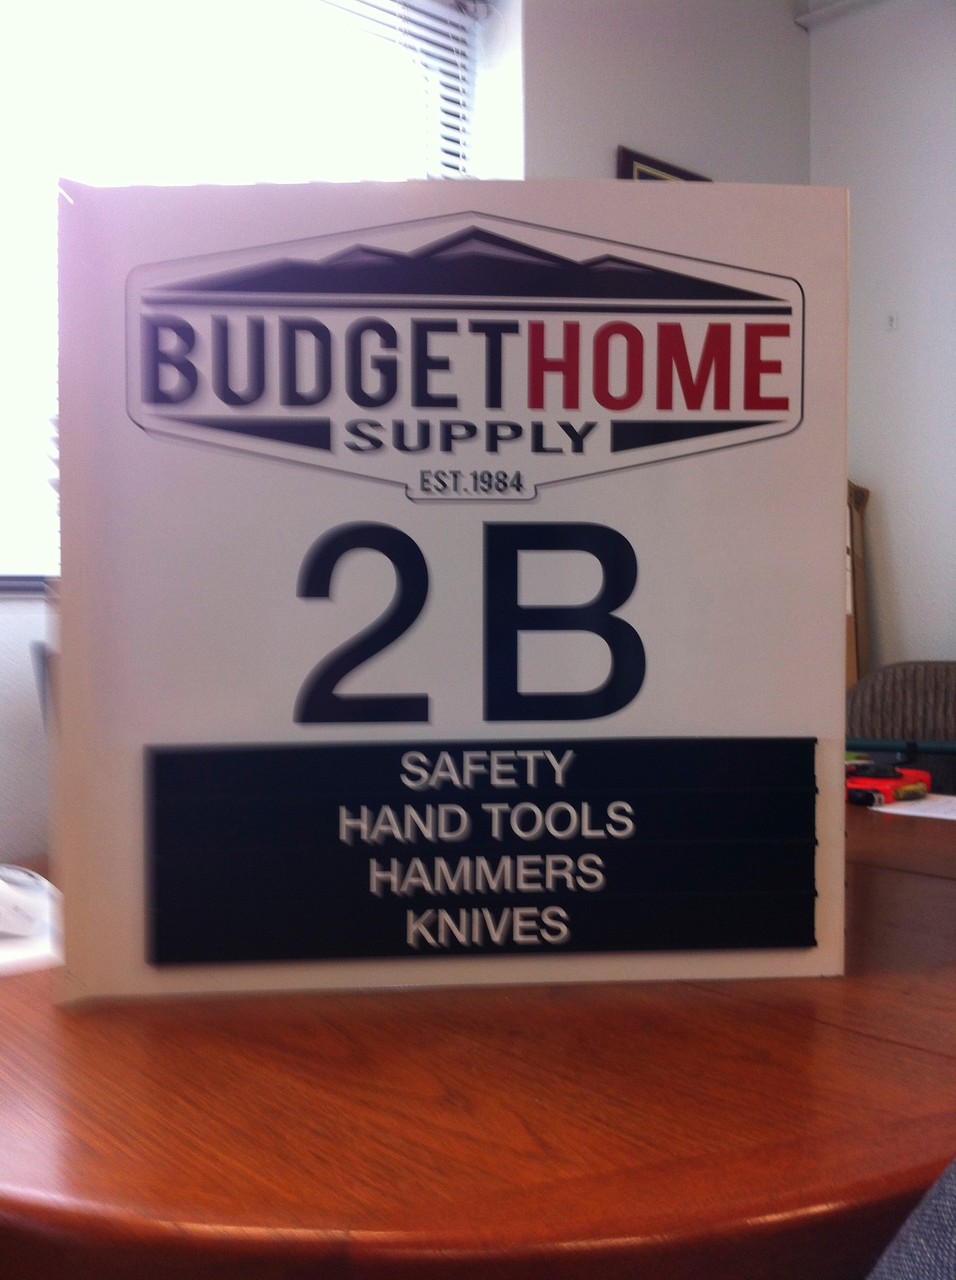 BUDGETHOME
SUPPLY
EST.1984
2B
SAFETY
HAND TOOLS
HAMMERS
KNIVES